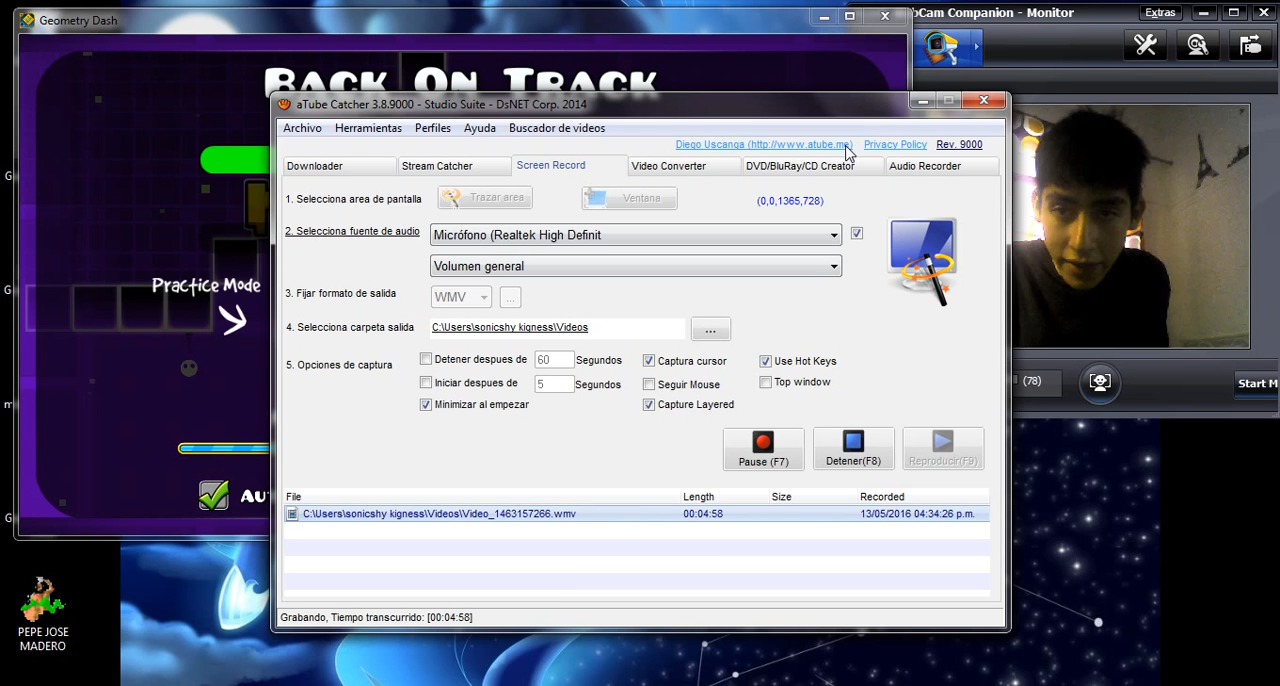 Geometry Dash
Cam Companion - Monitor
Extras
BACK ON TRACK
aTube Catcher 3.8.9000 - Studio Suite - DsNET Corp. 2014
Archivo Herramientas Perfiles Ayuda Buscador de videos
Diego Uscanga (http://www.atube.me) Privacy Policy Rev. 9000
Downloader Stream Catcher Screen Record Video Converter DVD/BluRay/CD Creator Audio Recorder
1. Selecciona area de pantalla Trazar area Ventana (0,0,1365,728)
2. Selecciona fuente de audio Micrófono (Realtek High Definit
Volumen general
Practice Mode
3. Fijar formato de salida WMV ...
4. Selecciona carpeta salida C:\Users\sonicshy kigness\Videos ...
5. Opciones de captura
Detener despues de 60 Segundos Captura cursor Use Hot Keys
Iniciar despues de 5 Segundos Seguir Mouse Top window
Minimizar al empezar Capture Layered
(78)
Start M
Pause (F7) Detener(F8) Reproducir(F9)
File Length Size Recorded
C:\Users\sonicshy kigness\Videos\Video_1463157266.wmv 00:04:58 13/05/2016 04:34:26 p.m.
AU
Grabando, Tiempo transcurrido: [00:04:58]
PEPE JOSE
MADERO